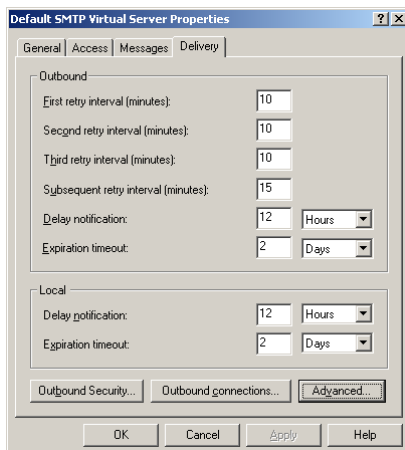 Default SMTP Virtual Server Properties ? ×
General Access Messages Delivery
Outbound
First retry interval (minutes): 10
Second retry interval (minutes): 10
Third retry interval (minutes): 10
Subsequent retry interval (minutes): 15
Delay notification: 12 Hours
Expiration timeout: 2 Days
Local
Delay notification: 12 Hours
Expiration timeout: 2 Days
Outbound Security... Outbound connections... Advanced...
OK Cancel Apply Help